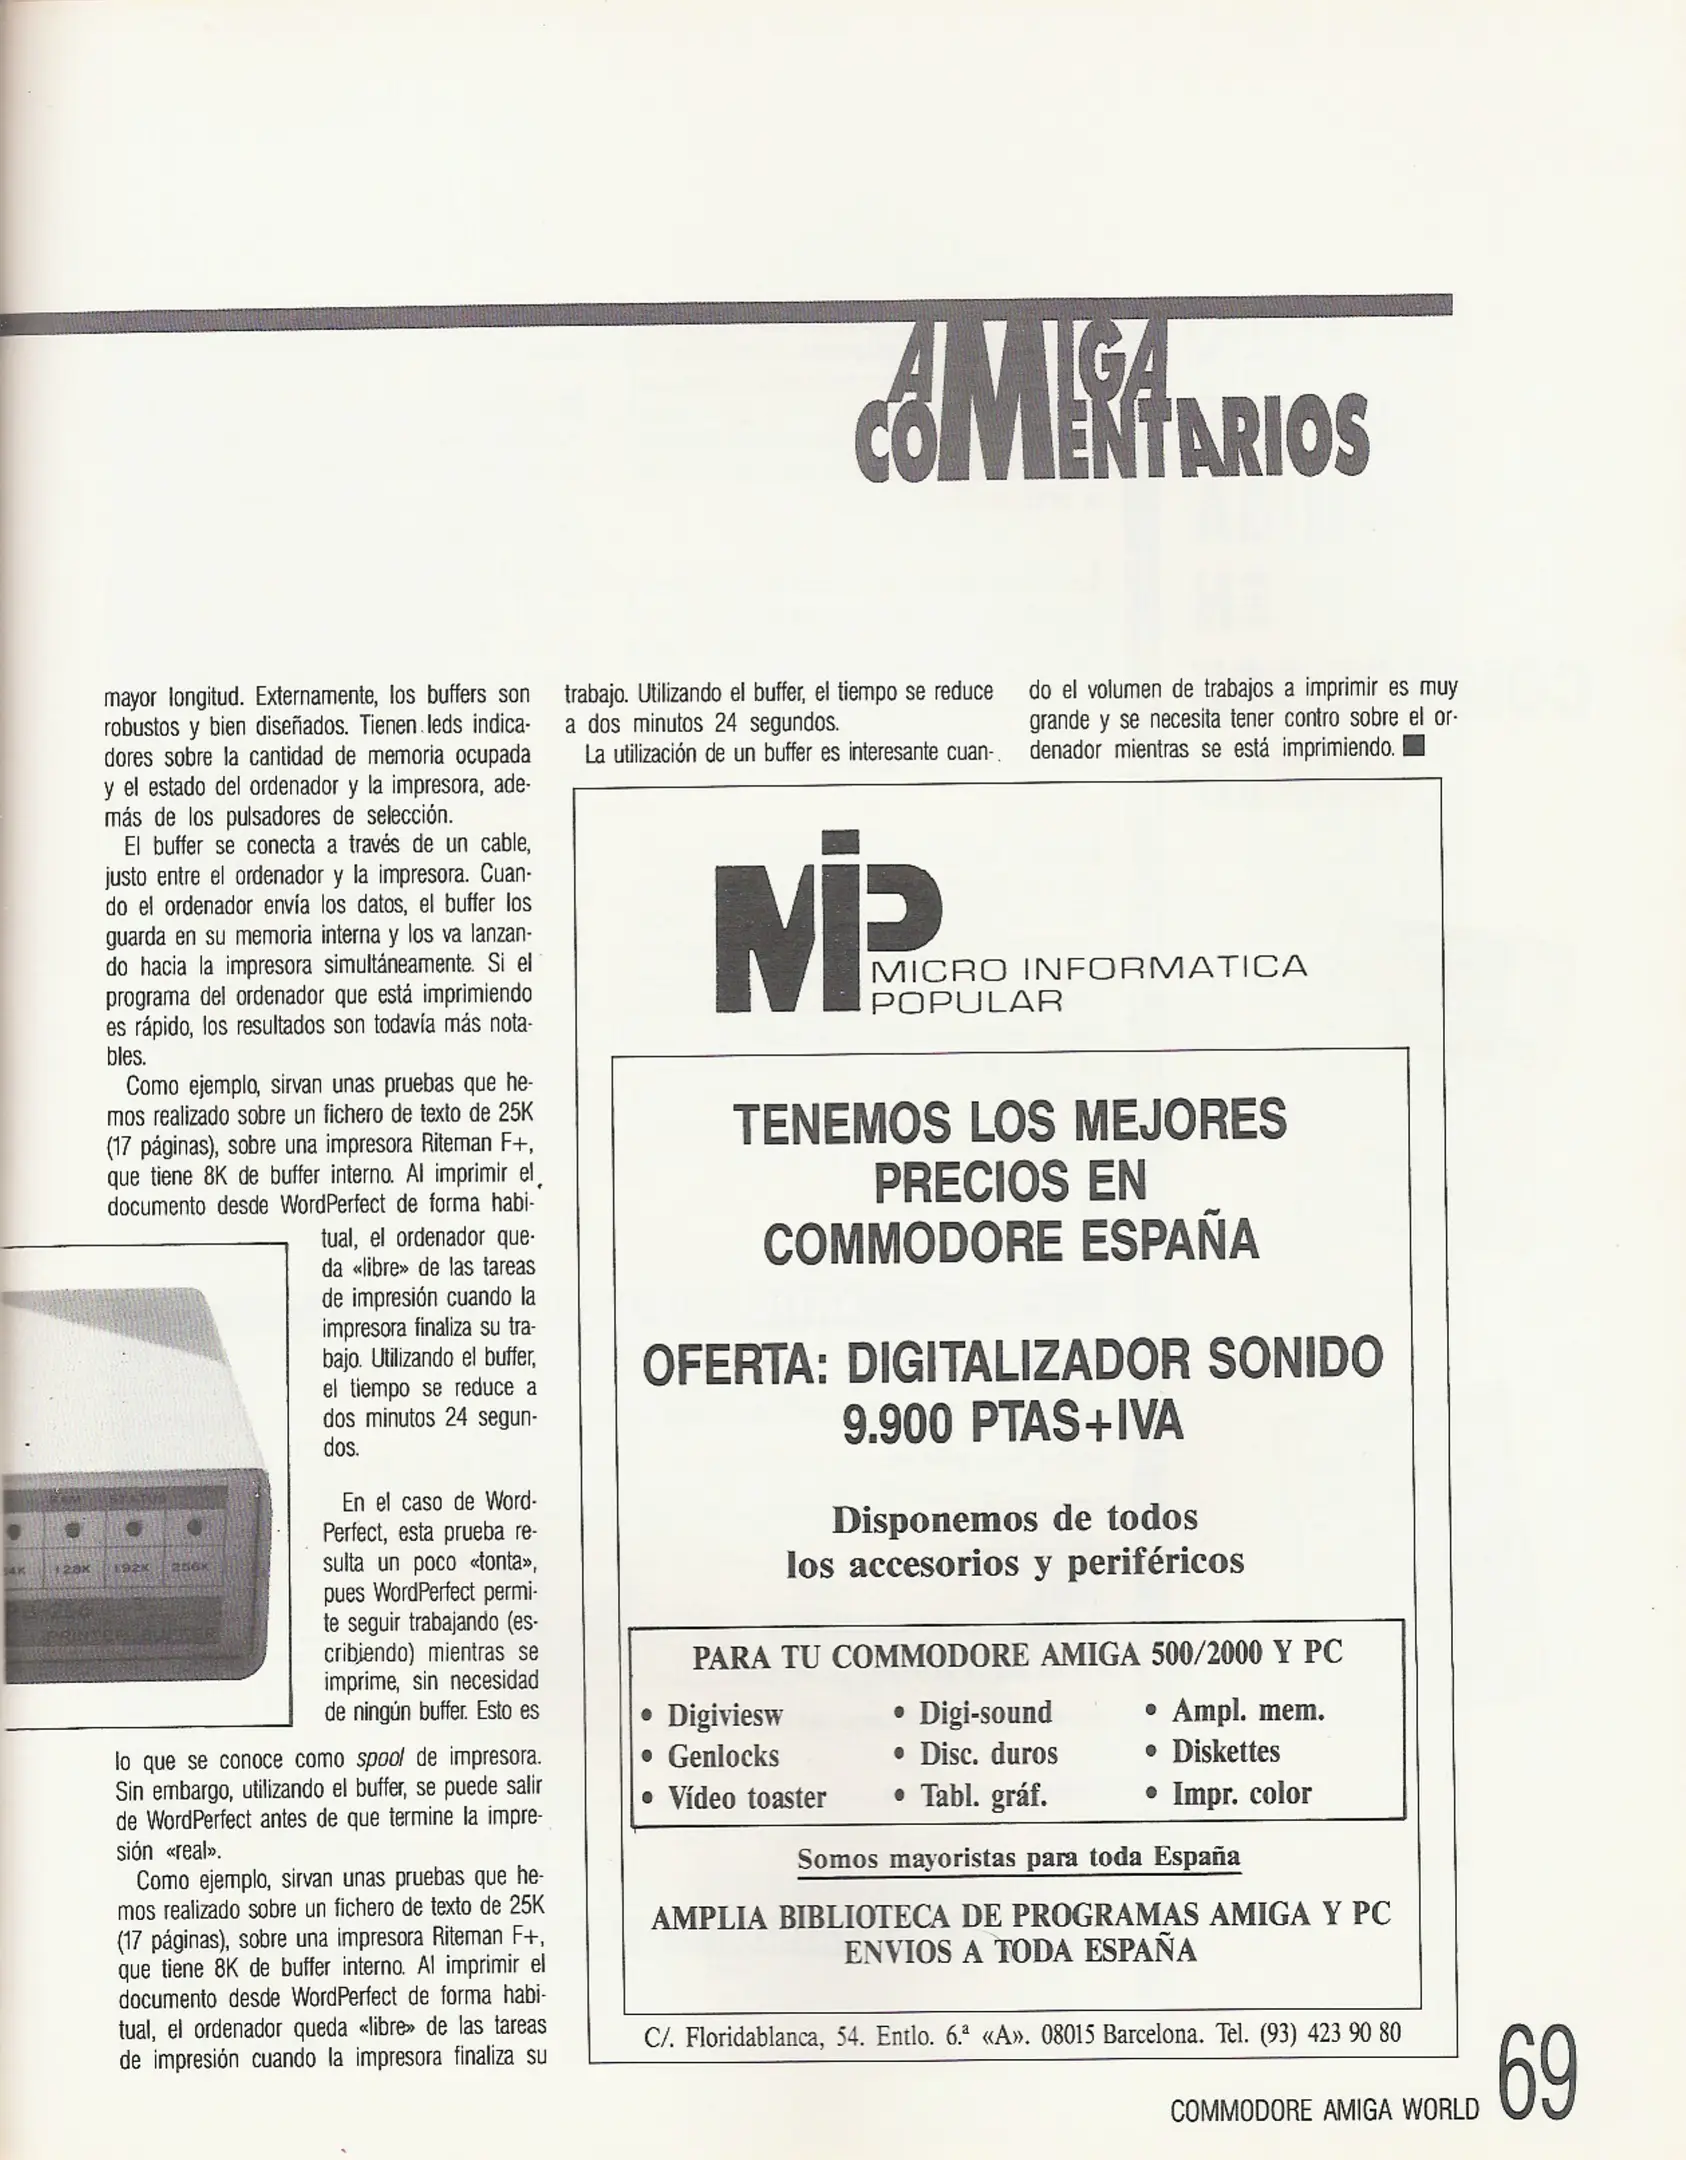 AMIGA
COMENTARIOS
mayor longitud. Externamente, los buffers son
robustos y bien diseñados. Tienen leds indica-
dores sobre la cantidad de memoria ocupada
y el estado del ordenador y la impresora, ade-
más de los pulsadores de selección.
El buffer se conecta a través de un cable,
justo entre el ordenador y la impresora. Cuan-
do el ordenador envía los datos, el buffer los
guarda en su memoria interna y los va lanzan-
do hacia la impresora simultáneamente. Si el
programa del ordenador que está imprimiendo
es rápido, los resultados son todavía más nota-
bles.
Como ejemplo, sirvan unas pruebas que he-
mos realizado sobre un fichero de texto de 25K
(17 páginas), sobre una impresora Riteman F+,
que tiene 8K de buffer interno. Al imprimir el
documento desde WordPerfect de forma habi-
tual, el ordenador que-
da «libre» de las tareas
de impresión cuando la
impresora finaliza su tra-
bajo. Utilizando el buffer,
el tiempo se reduce a
dos minutos 24 segun-
dos.
En el caso de Word-
Perfect, esta prueba re-
sulta un poco «tonta»,
pues WordPerfect permi-
te seguir trabajando (es-
cribiendo) mientras se
imprime, sin necesidad
de ningún buffer. Esto es
lo que se conoce como spool de impresora.
Sin embargo, utilizando el buffer, se puede salir
de WordPerfect antes de que termine la impre-
sión «real».
Como ejemplo, sirvan unas pruebas que he-
mos realizado sobre un fichero de texto de 25K
(17 páginas), sobre una impresora Riteman F+,
que tiene 8K de buffer interno. Al imprimir el
documento desde WordPerfect de forma habi-
tual, el ordenador queda «libre» de las tareas
de impresión cuando la impresora finaliza su
RAM STATUS
128K 192K 256K
PRINTER BUFFER
trabajo. Utilizando el buffer, el tiempo se reduce
a dos minutos 24 segundos.
La utilización de un buffer es interesante cuan-
do el volumen de trabajos a imprimir es muy
grande y se necesita tener contro sobre el or-
denador mientras se está imprimiendo.
MiP
MICRO INFORMATICA
POPULAR
TENEMOS LOS MEJORES
PRECIOS EN
COMMODORE ESPAÑA
OFERTA: DIGITALIZADOR SONIDO
9.900 PTAS+IVA
Disponemos de todos
los accesorios y periféricos
PARA TU COMMODORE AMIGA 500/2000 Y PC
• Digiviesw • Digi-sound • Ampl. mem.
• Genlocks • Disc. duros • Diskettes
• Vídeo toaster • Tabl. gráf. • Impr. color
Somos mayoristas para toda España
AMPLIA BIBLIOTECA DE PROGRAMAS AMIGA Y PC
ENVIOS A TODA ESPAÑA
C/. Floridablanca, 54. Entlo. 6.ª «A». 08015 Barcelona. Tel. (93) 423 90 80
COMMODORE AMIGA WORLD 69